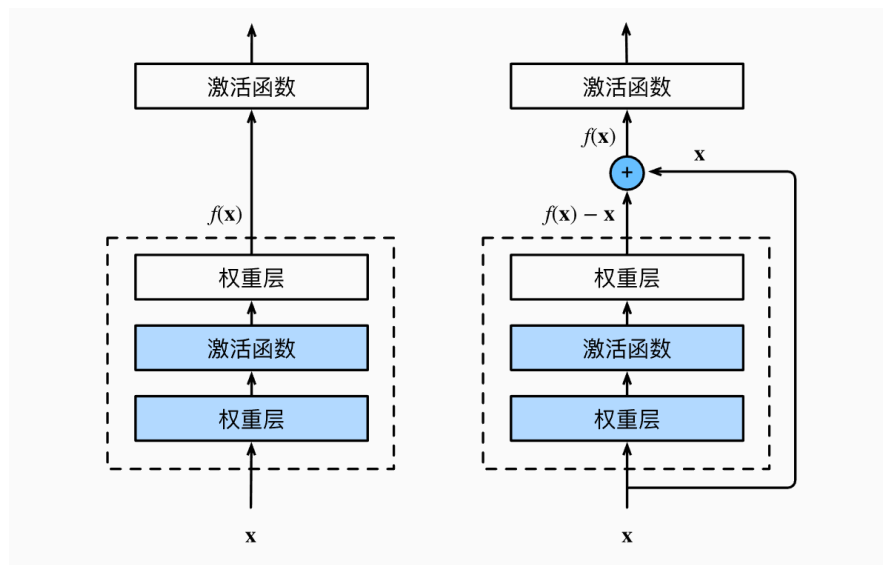 激活函数
f(x)
权重层
激活函数
权重层
x
激活函数
f(x)
x
+
f(x) − x
权重层
激活函数
权重层
x